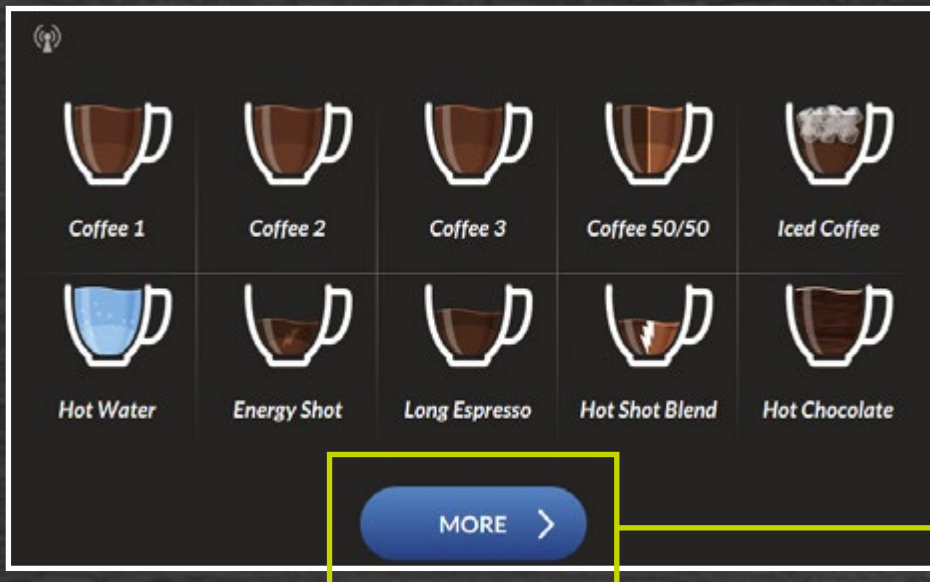 Coffee 1 Coffee 2 Coffee 3 Coffee 50/50 Iced Coffee
Hot Water Energy Shot Long Espresso Hot Shot Blend Hot Chocolate
MORE